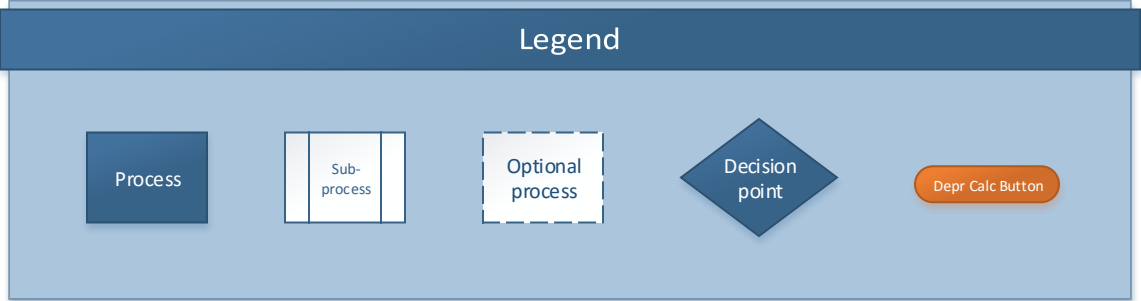 Legend
Process
Sub-
process
Optional
process
Decision
point
Depr Calc Button